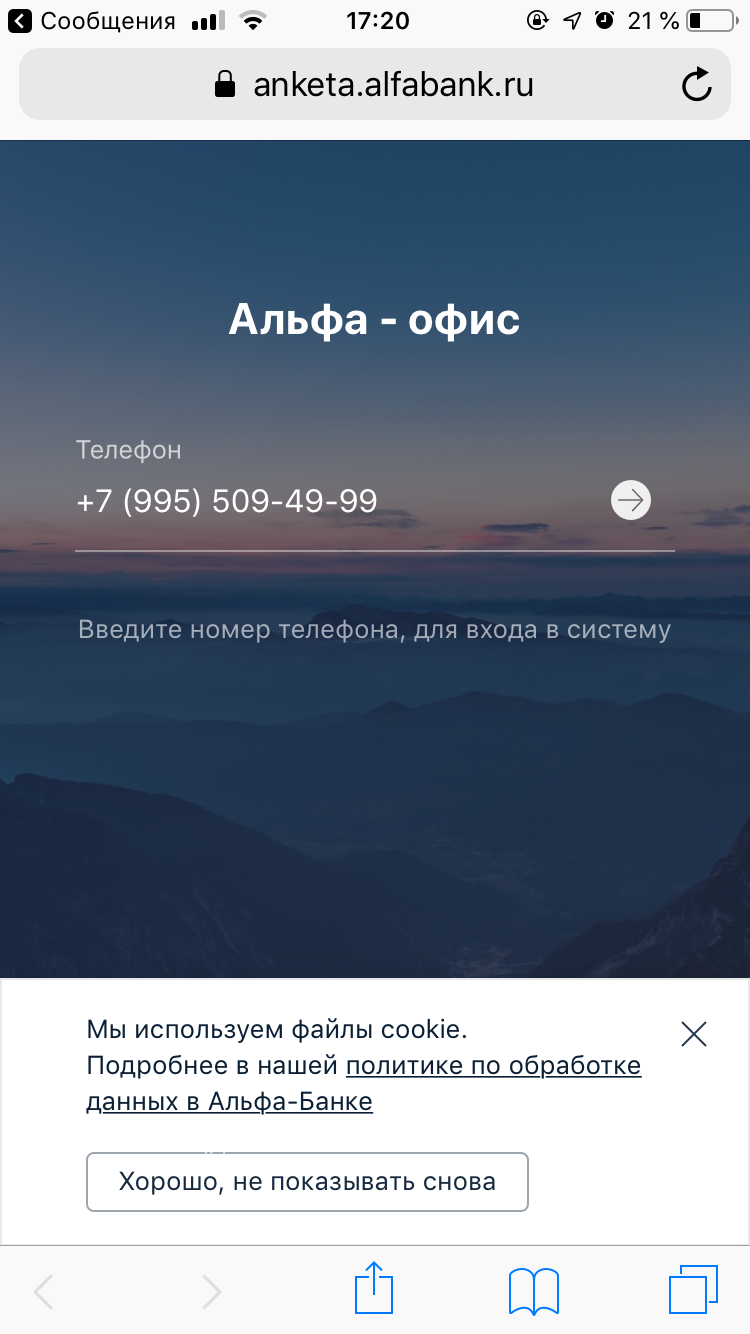 Сообщения 17:20 21 %
anketa.alfabank.ru
Альфа - офис
Телефон
+7 (995) 509-49-99
Введите номер телефона, для входа в систему
Мы используем файлы cookie.
Подробнее в нашей политике по обработке
данных в Альфа-Банке
Хорошо, не показывать снова